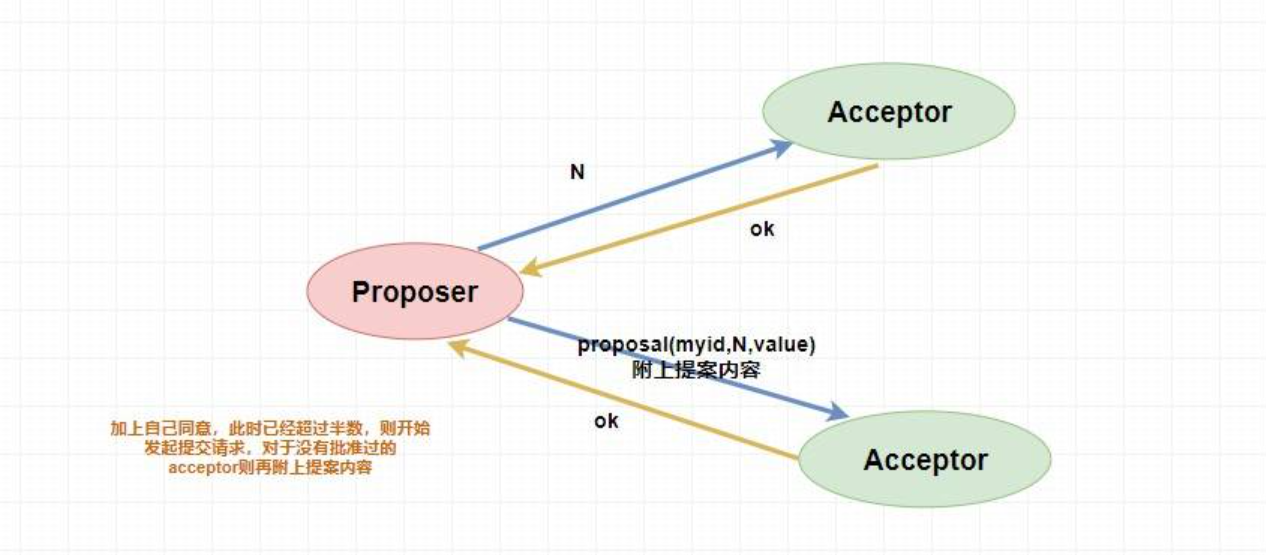 Acceptor
N
ok
Proposer
proposal(myid,N,value)
附上提案内容
ok
加上自己同意，此时已经超过半数，则开始
发起提交请求，对于没有批准过的
acceptor则再附上提案内容
Acceptor